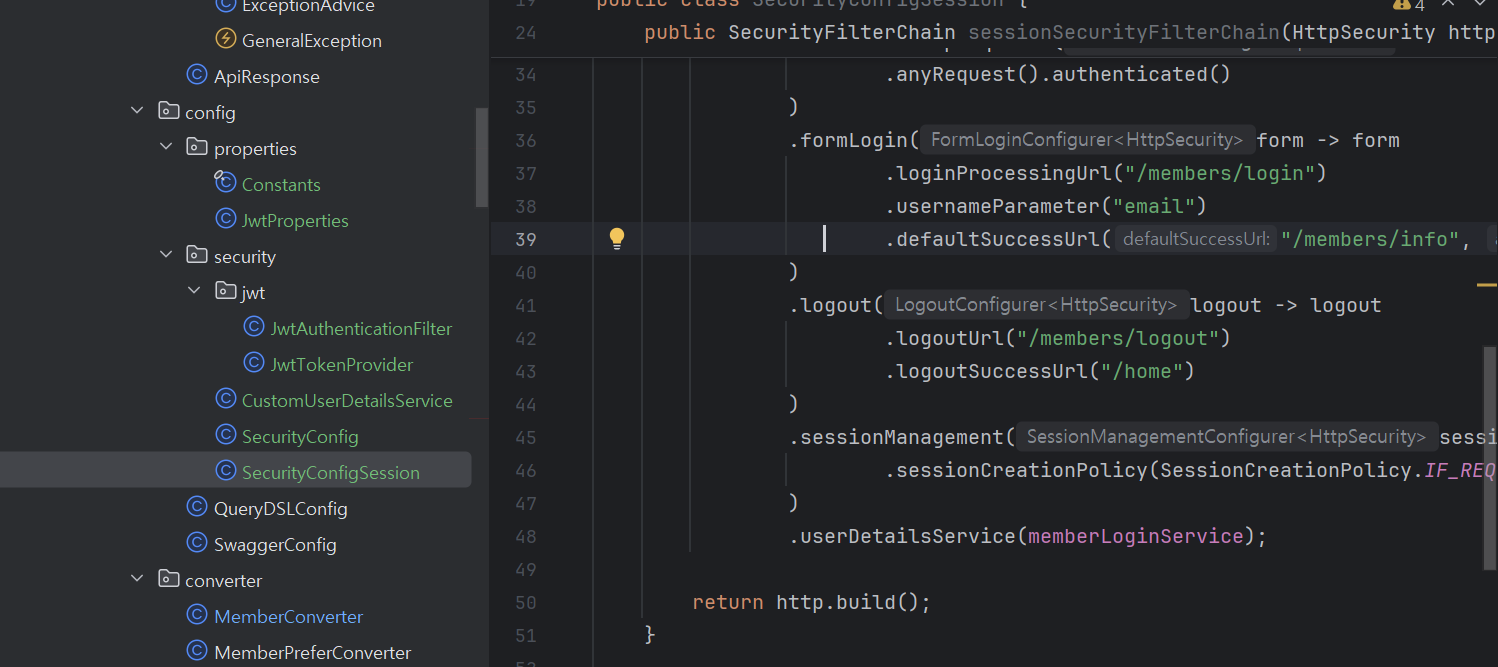 ExceptionAdvice
GeneralException
ApiResponse
config
properties
Constants
JwtProperties
security
jwt
JwtAuthenticationFilter
JwtTokenProvider
CustomUserDetailsService
SecurityConfig
SecurityConfigSession
QueryDSLConfig
SwaggerConfig
converter
MemberConverter
MemberPreferConverter
19 public class SecurityConfigSession { 4
24 public SecurityFilterChain sessionSecurityFilterChain(HttpSecurity http
34 .anyRequest().authenticated()
35 )
36 .formLogin( FormLoginConfigurer<HttpSecurity> form -> form
37 .loginProcessingUrl("/members/login")
38 .usernameParameter("email")
39 .defaultSuccessUrl( defaultSuccessUrl: "/members/info",
40 )
41 .logout( LogoutConfigurer<HttpSecurity> logout -> logout
42 .logoutUrl("/members/logout")
43 .logoutSuccessUrl("/home")
44 )
45 .sessionManagement( SessionManagementConfigurer<HttpSecurity> sessi
46 .sessionCreationPolicy(SessionCreationPolicy.IF_REQ
47 )
48 .userDetailsService(memberLoginService);
49
50 return http.build();
51 }